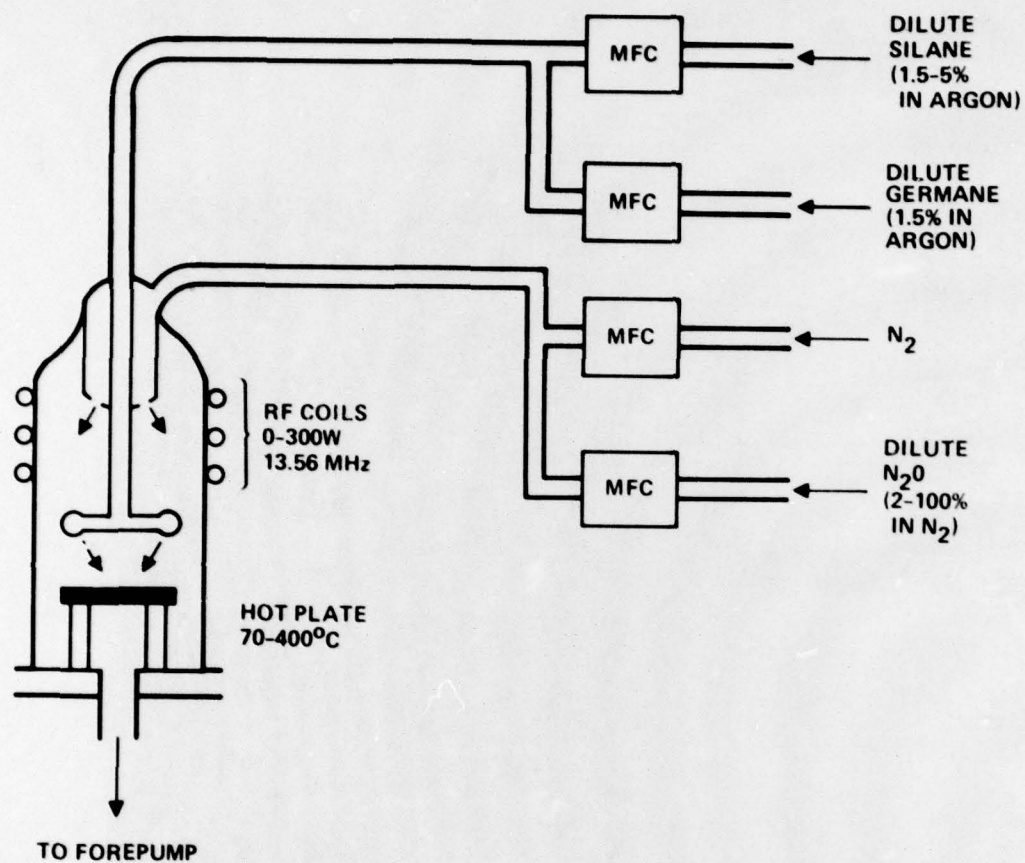 MFC
DILUTE
SILANE
(1.5-5%
IN ARGON)
MFC
DILUTE
GERMANE
(1.5% IN
ARGON)
MFC
N2
RF COILS
0-300W
13.56 MHz
MFC
DILUTE
N2O
(2-100%
IN N2)
HOT PLATE
70-400°C
TO FOREPUMP